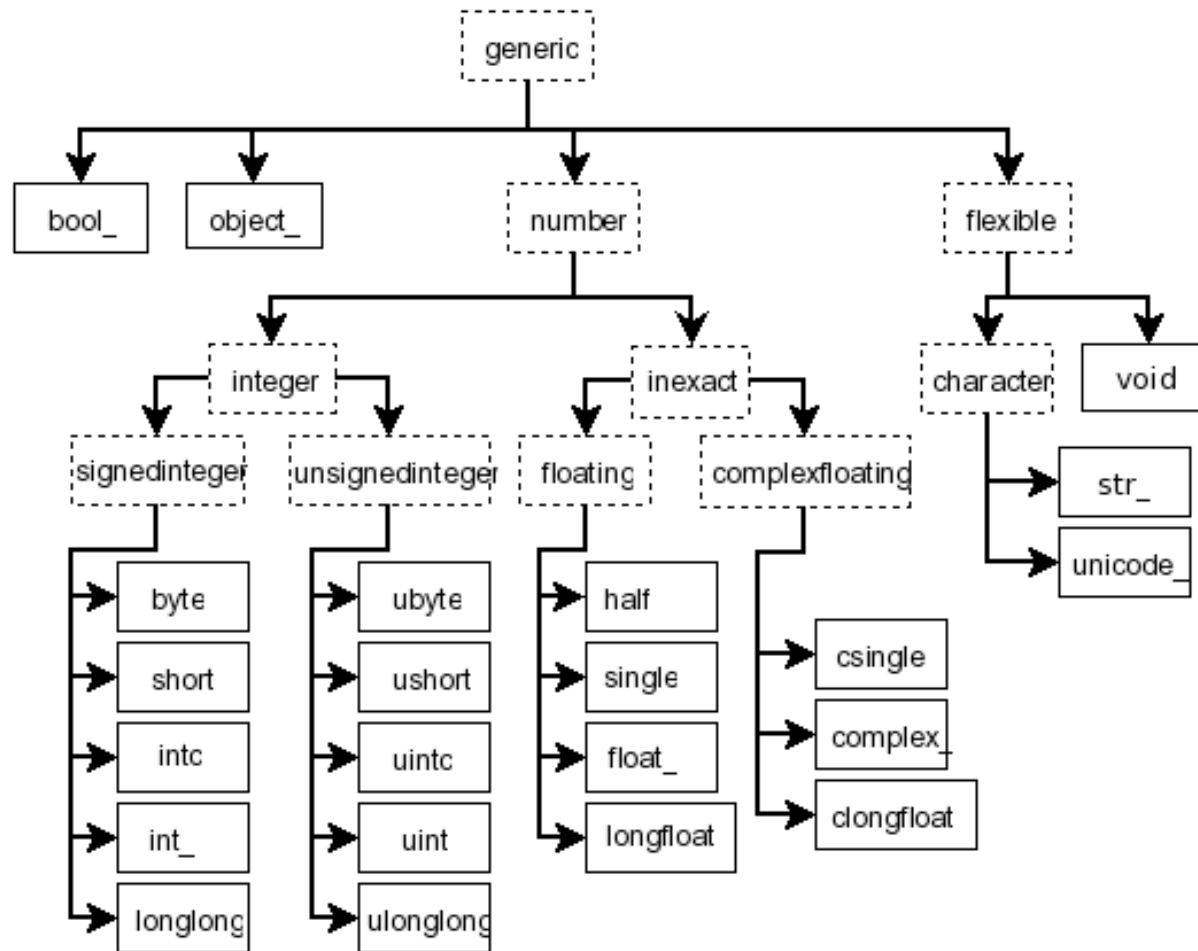 generic
bool_
object_
number
flexible
integer
inexact
character
void
signedinteger
unsignedinteger
floating
complexfloating
str_
unicode_
byte
ubyte
half
csingle
short
ushort
single
complex_
intc
uintc
float_
clongfloat
int_
uint
longfloat
longlong
ulonglong